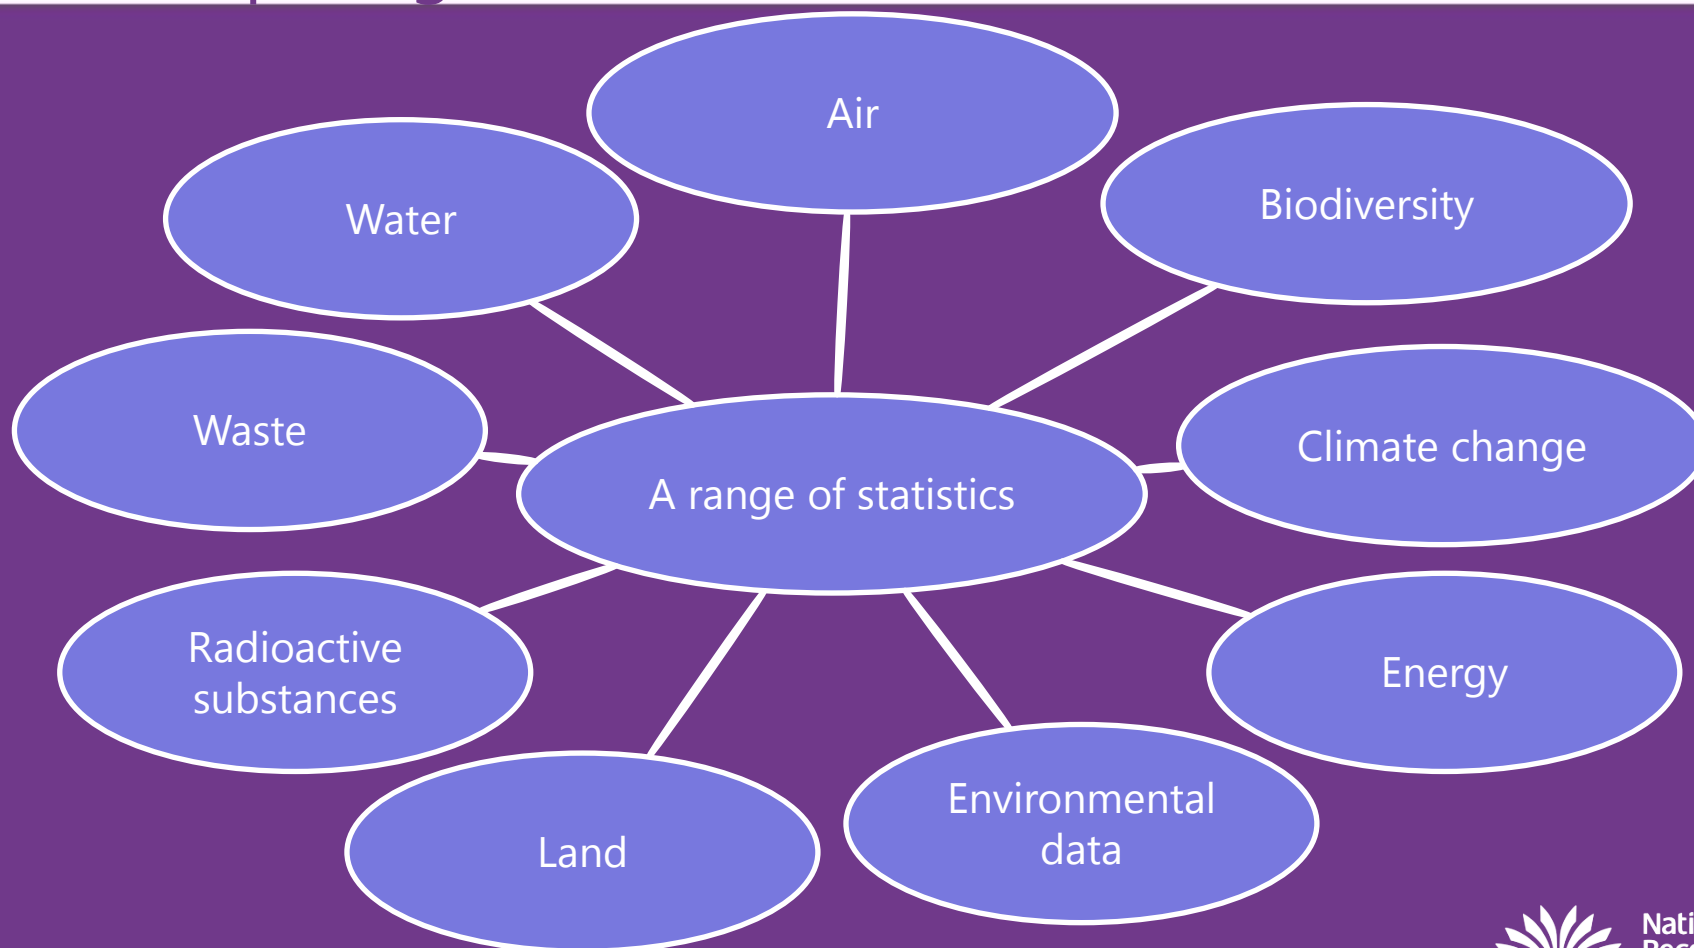 Air
Biodiversity
Water
Climate change
Waste
A range of statistics
Radioactive
substances
Energy
Environmental
data
Land